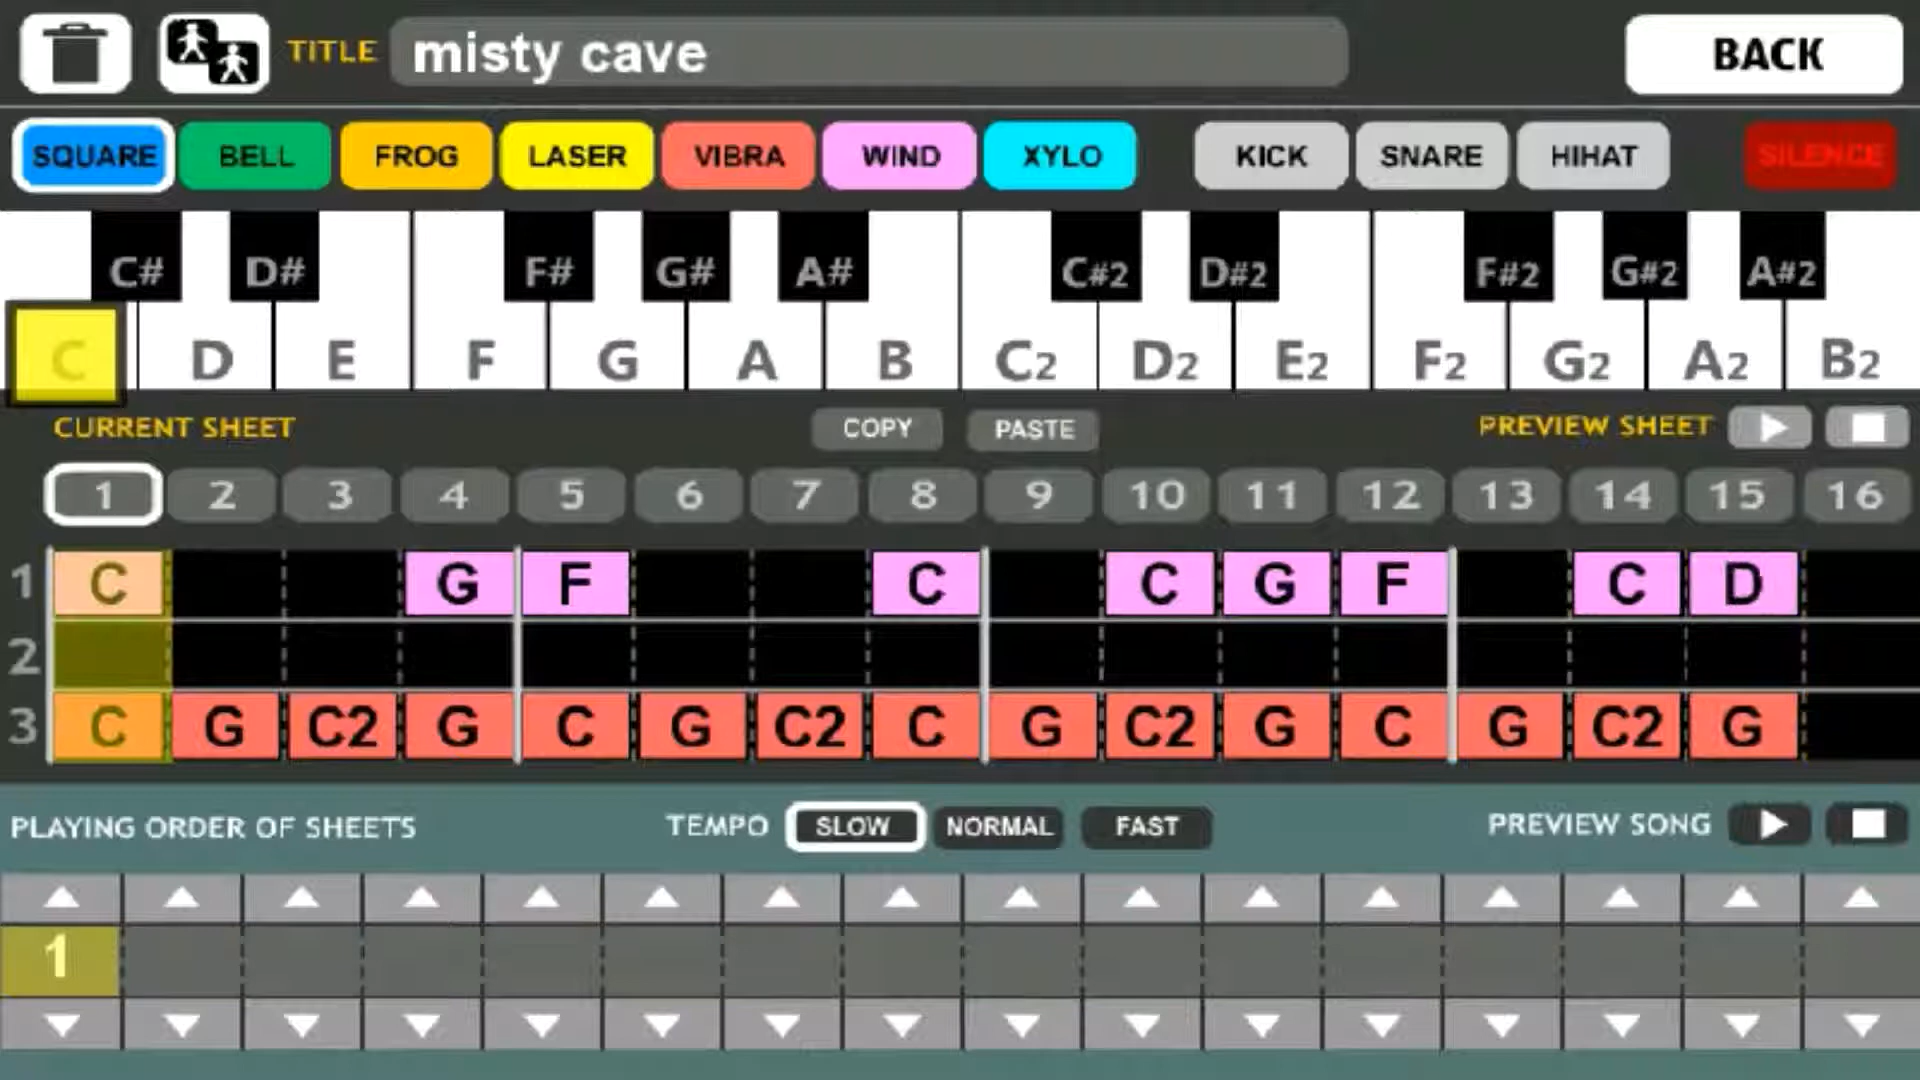 TITLE misty cave BACK
SQUARE BELL FROG LASER VIBRA WIND XYLO KICK SNARE HIHAT SILENCE
C# D# F# G# A# C#2 D#2 F#2 G#2 A#2
C D E F G A B C2 D2 E2 F2 G2 A2 B2
CURRENT SHEET COPY PASTE PREVIEW SHEET
1 2 3 4 5 6 7 8 9 10 11 12 13 14 15 16
1 C G F C C G F C D
2
3 C G C2 G C G C2 C G C2 G C G C2 G
PLAYING ORDER OF SHEETS TEMPO SLOW NORMAL FAST PREVIEW SONG
1